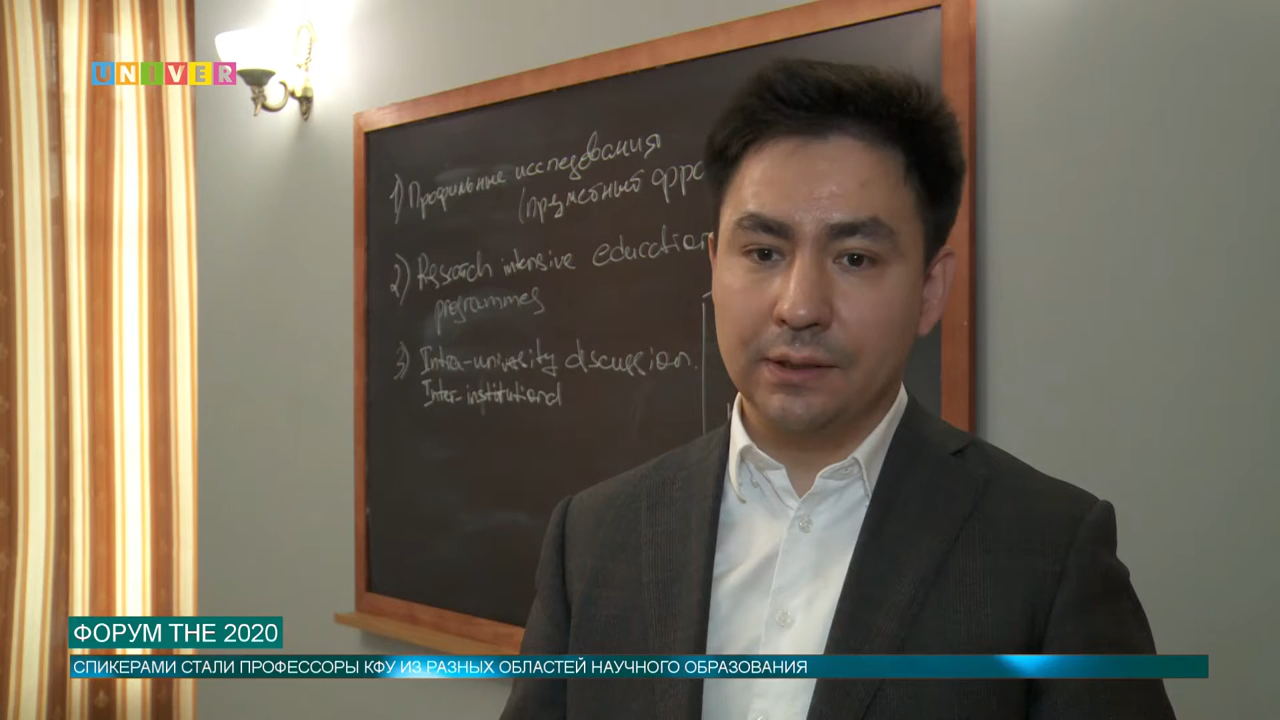 UNIVER
1) Профильные исследования
(предметный
2) Research intensive education
programmes
3) Intra-university discussion.
Inter-institutional
ФОРУМ THE 2020
СПИКЕРАМИ СТАЛИ ПРОФЕССОРЫ КФУ ИЗ РАЗНЫХ ОБЛАСТЕЙ НАУЧНОГО ОБРАЗОВАНИЯ